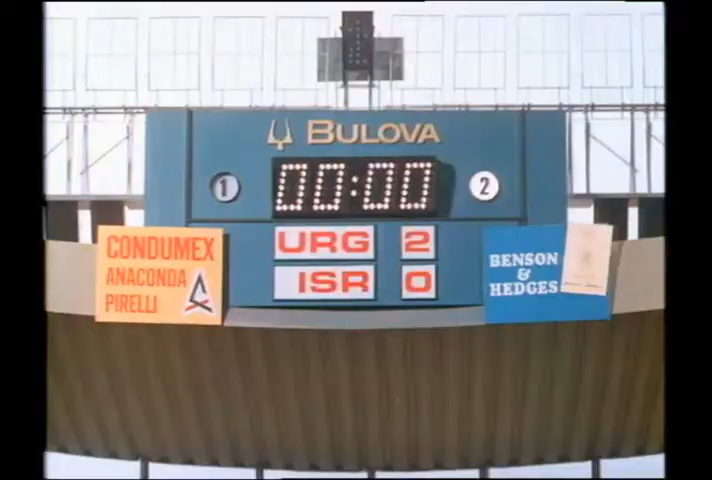 BULOVA
1
00:00
2
URG 2
ISR 0
CONDUMEX
ANACONDA
PIRELLI
BENSON
&
HEDGES